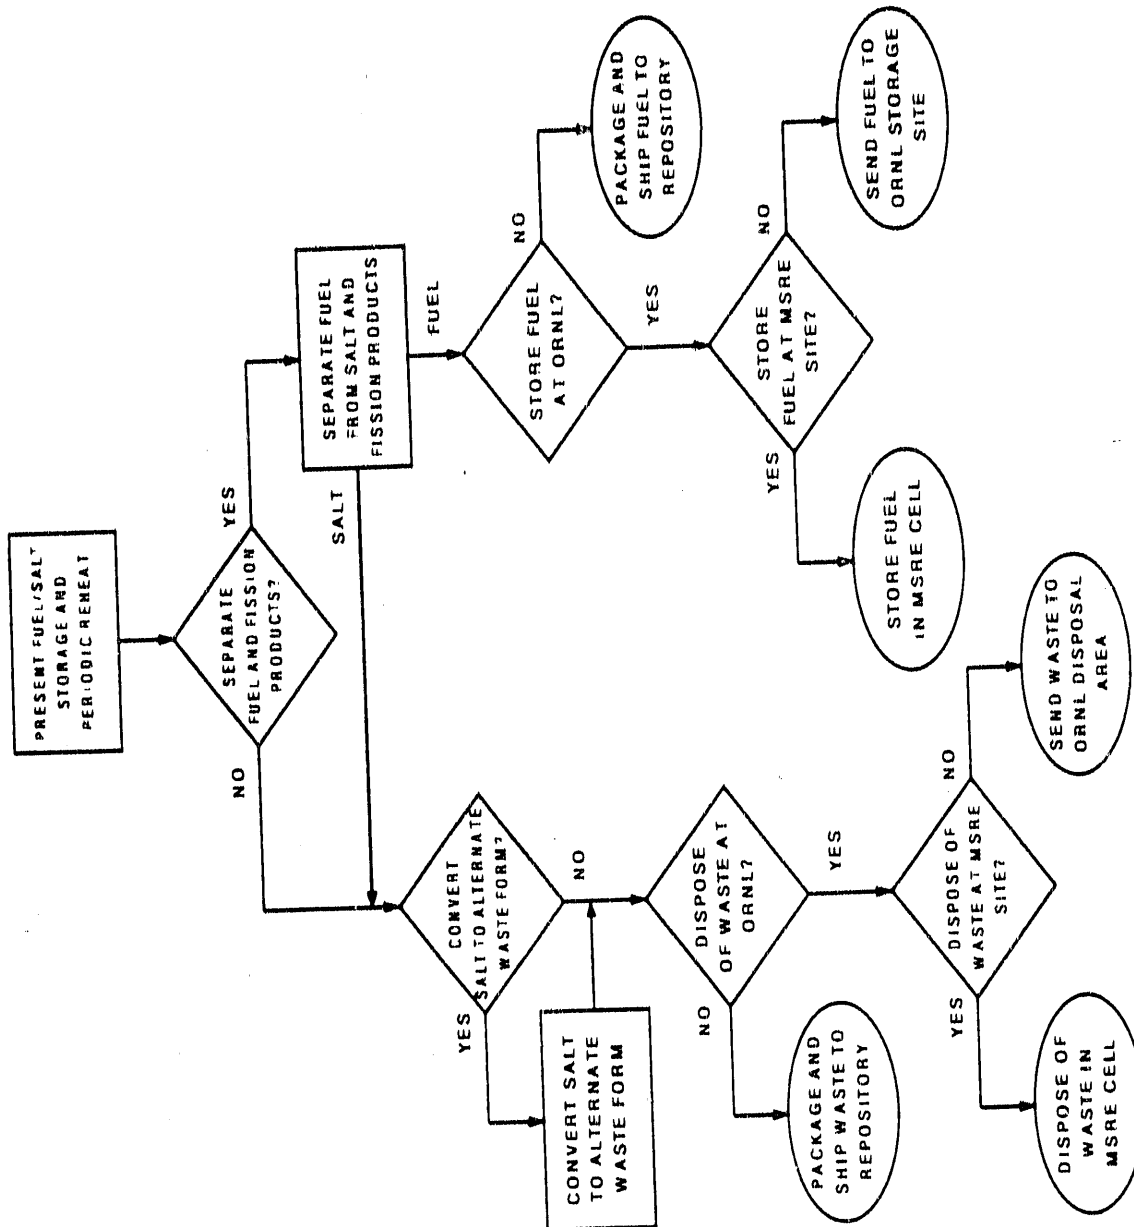 PRESENT FUEL/SALT
STORAGE AND
PERIODIC REHEAT
SEPARATE
FUEL AND FISSION
PRODUCTS?
NO
YES
SEPARATE FUEL
FROM SALT AND
FISSION PRODUCTS
SALT
FUEL
CONVERT
SALT TO ALTERNATE
WASTE FORM?
YES
NO
STORE FUEL
AT ORNL?
NO
YES
PACKAGE AND
SHIP FUEL TO
REPOSITORY
CONVERT SALT
TO ALTERNATE
WASTE FORM
DISPOSE
OF WASTE AT
ORNL?
NO
YES
STORE
FUEL AT MSRE
SITE?
YES
NO
PACKAGE AND
SHIP WASTE TO
REPOSITORY
STORE FUEL
IN MSRE CELL
SEND FUEL TO
ORNL STORAGE
SITE
DISPOSE OF
WASTE AT MSRE
SITE?
YES
NO
DISPOSE OF
WASTE IN
MSRE CELL
SEND WASTE TO
ORNL DISPOSAL
AREA